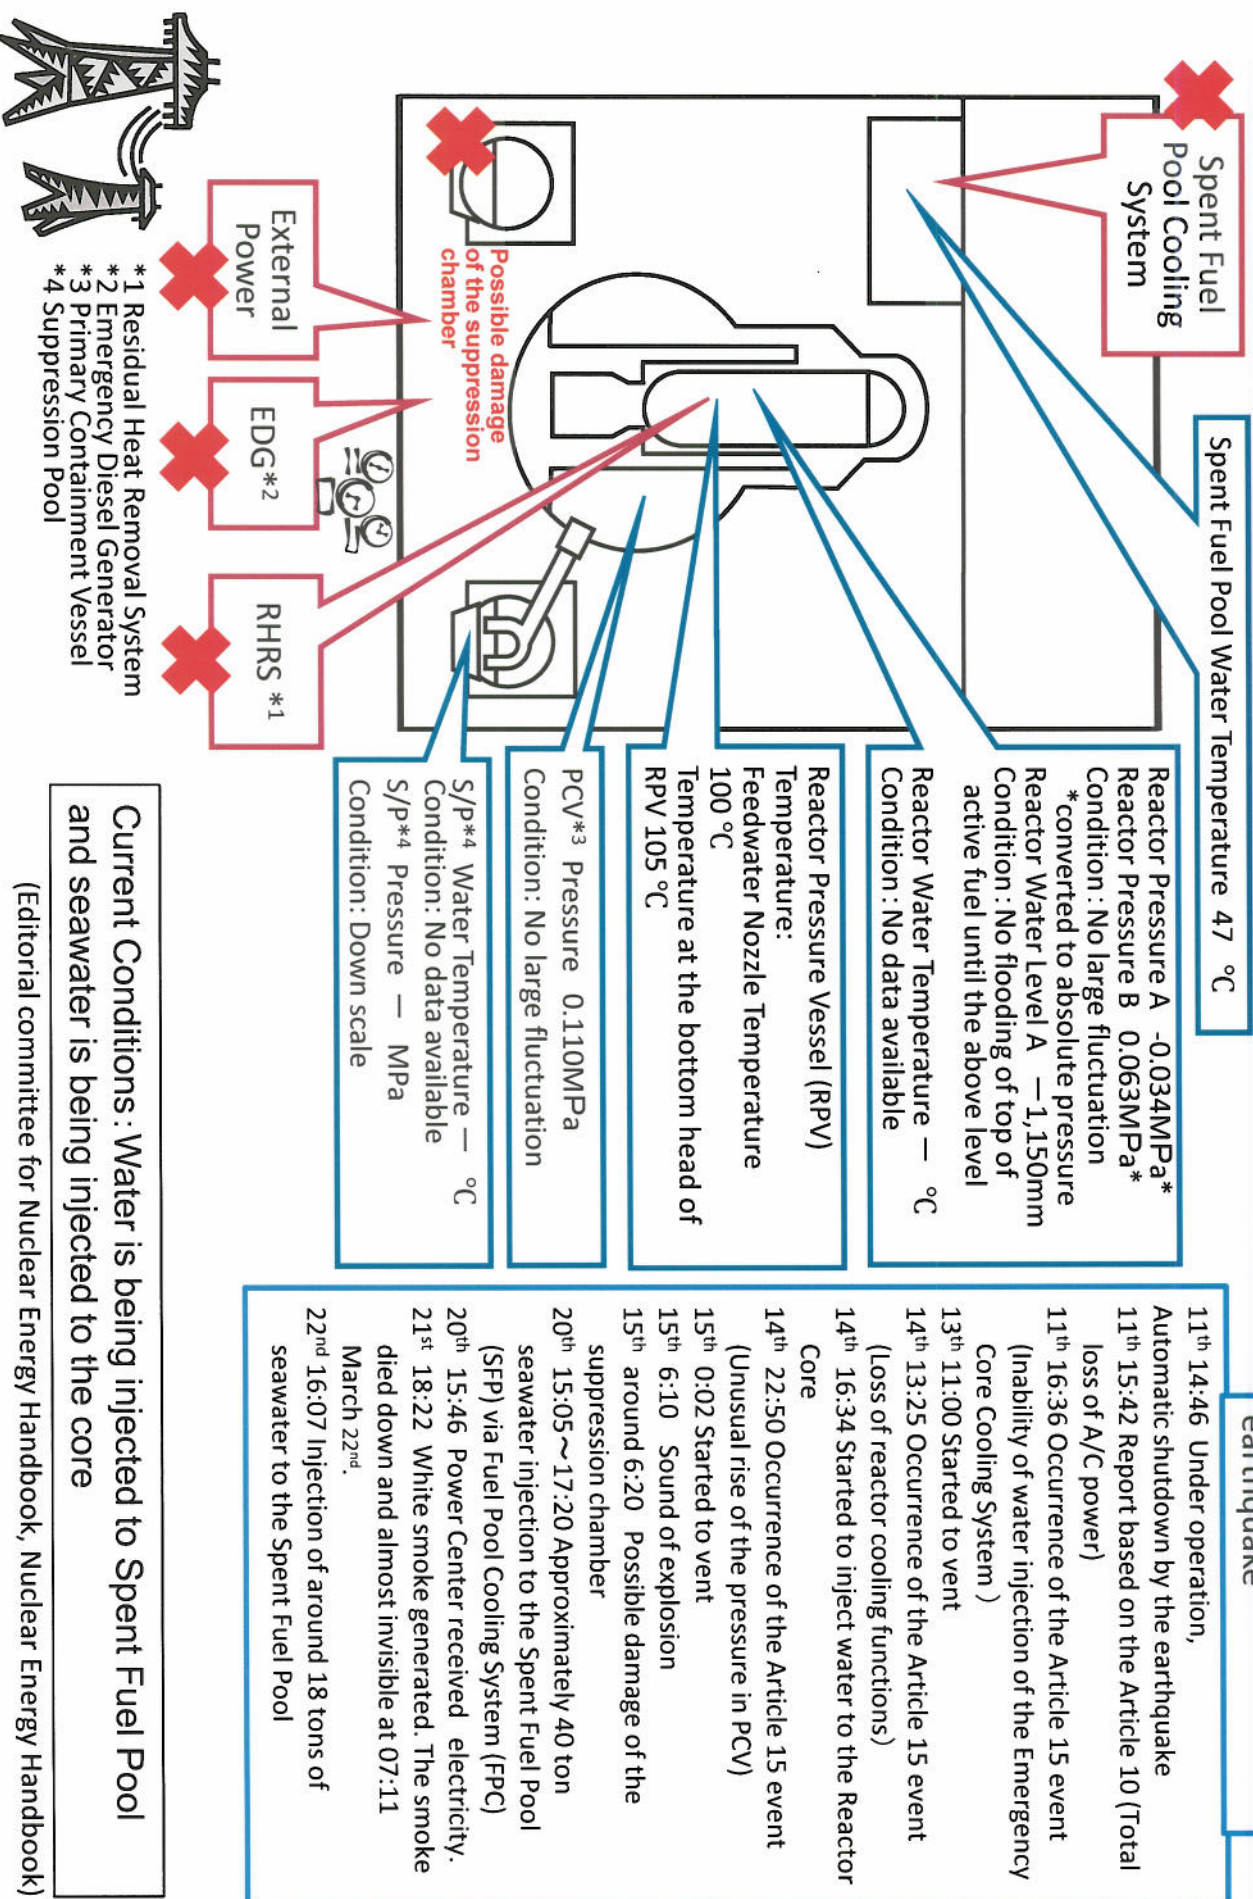 Spent Fuel
Pool Cooling
System
Spent Fuel Pool Water Temperature 47 ℃
Reactor Pressure A -0.034MPa*
Reactor Pressure B 0.063MPa*
Condition : No large fluctuation
*converted to absolute pressure
Reactor Water Level A －1,150mm
Condition : No flooding of top of
active fuel until the above level
Reactor Water Temperature － ℃
Condition : No data available
Reactor Pressure Vessel (RPV)
Temperature:
Feedwater Nozzle Temperature
100 ℃
Temperature at the bottom head of
RPV 105 ℃
PCV*3 Pressure 0.110MPa
Condition : No large fluctuation
S/P*4 Water Temperature － ℃
Condition: No data available
S/P*4 Pressure － MPa
Condition: Down scale
Possible damage
of the suppression
chamber
External
Power
EDG*2
RHRS *1
*1 Residual Heat Removal System
*2 Emergency Diesel Generator
*3 Primary Containment Vessel
*4 Suppression Pool
earthquake
11th 14:46 Under operation,
Automatic shutdown by the earthquake
11th 15:42 Report based on the Article 10 (Total
loss of A/C power)
11th 16:36 Occurrence of the Article 15 event
(Inability of water injection of the Emergency
Core Cooling System )
13th 11:00 Started to vent
14th 13:25 Occurrence of the Article 15 event
(Loss of reactor cooling functions)
14th 16:34 Started to inject water to the Reactor
Core
14th 22:50 Occurrence of the Article 15 event
(Unusual rise of the pressure in PCV)
15th 0:02 Started to vent
15th 6:10 Sound of explosion
15th around 6:20 Possible damage of the
suppression chamber
20th 15:05～17:20 Approximately 40 ton
seawater injection to the Spent Fuel Pool
(SFP) via Fuel Pool Cooling System (FPC)
20th 15:46 Power Center received electricity.
21st 18:22 White smoke generated. The smoke
died down and almost invisible at 07:11
March 22nd.
22nd 16:07 Injection of around 18 tons of
seawater to the Spent Fuel Pool
Current Conditions : Water is being injected to Spent Fuel Pool
and seawater is being injected to the core
(Editorial committee for Nuclear Energy Handbook, Nuclear Energy Handbook)